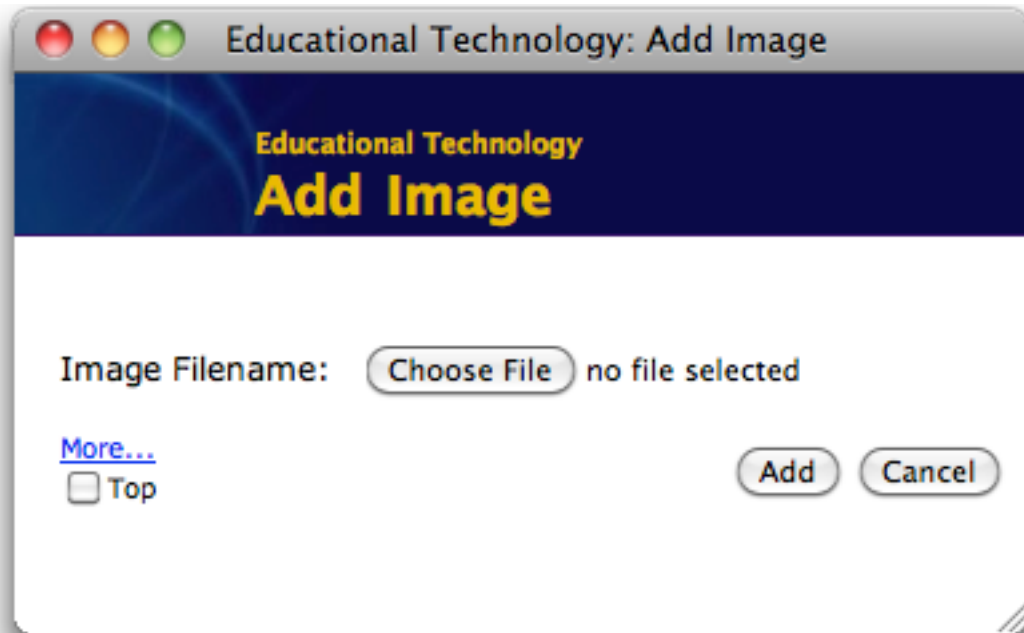 Educational Technology: Add Image
Educational Technology
Add Image
Image Filename: Choose File no file selected
More...
Top
Add Cancel